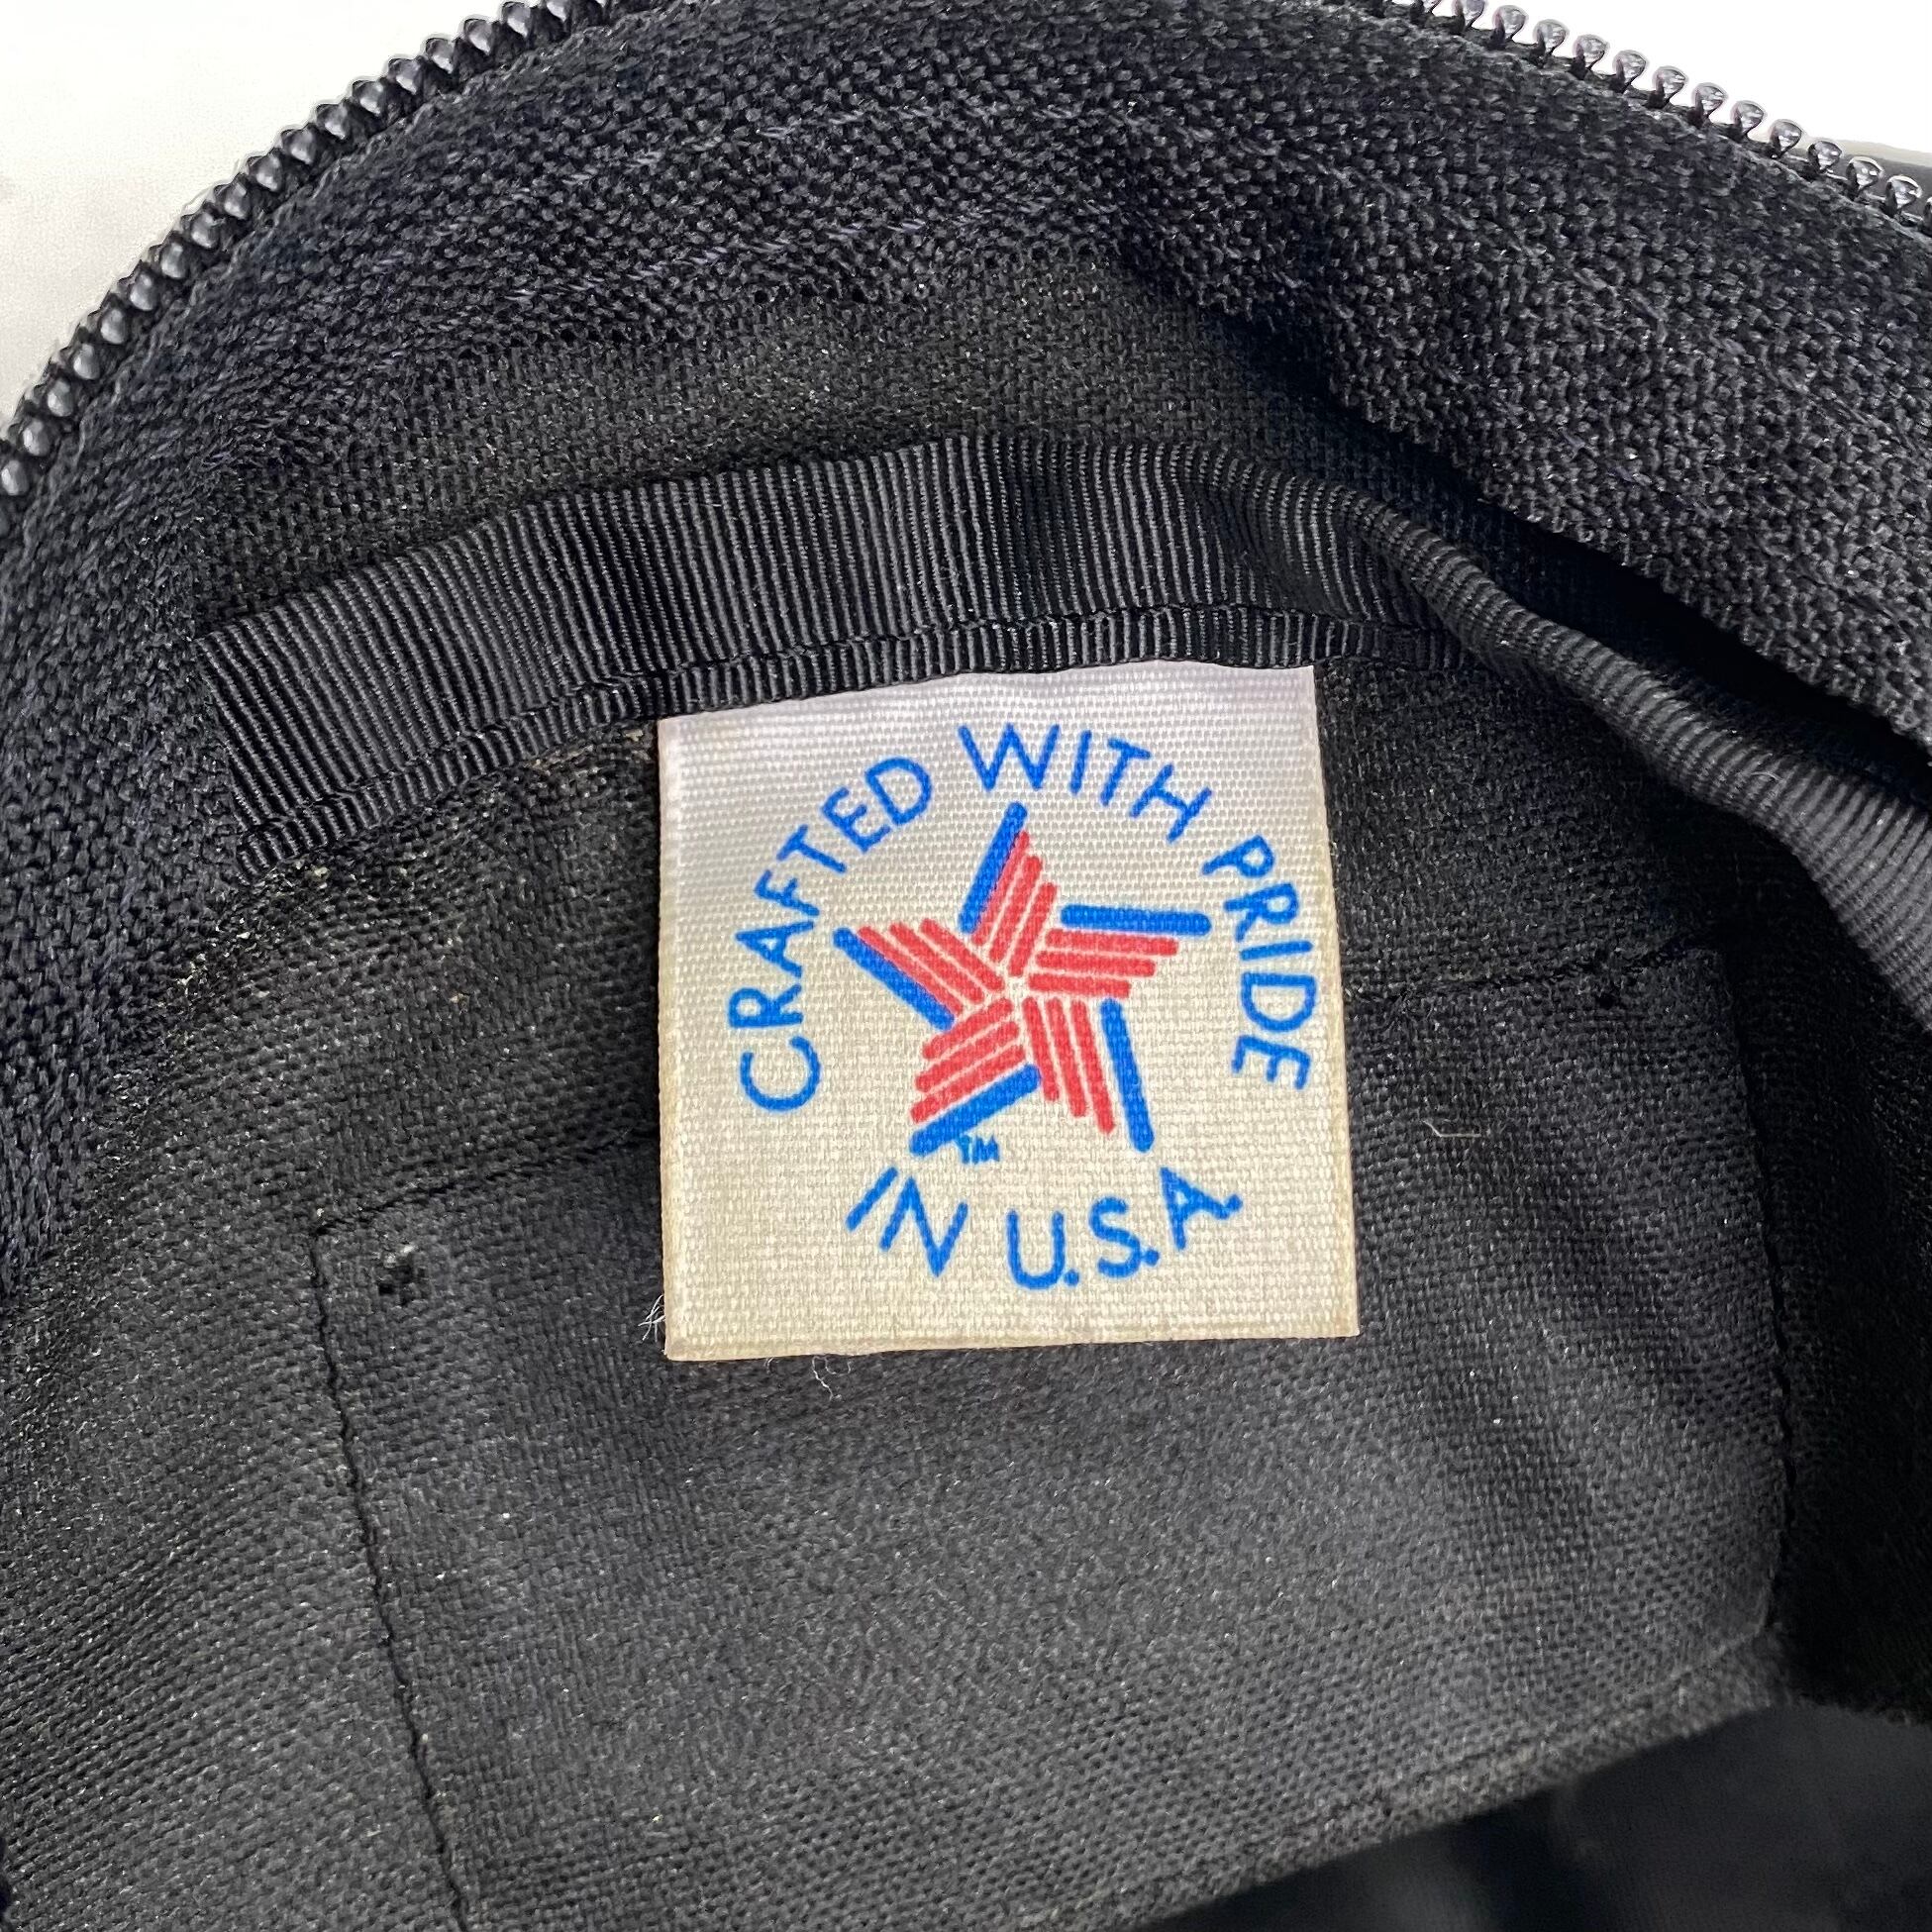 CRAFTED WITH PRIDE
TM
IN U.S.A